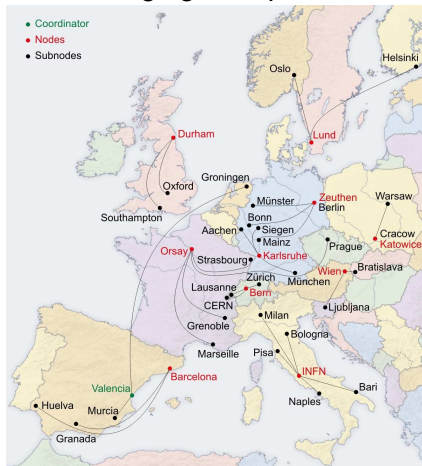 Coordinator
Nodes
Subnodes
Helsinki
Oslo
Durham
Lund
Groningen
Oxford
Southampton
Münster
Zeuthen
Berlin
Warsaw
Bonn
Aachen
Siegen
Mainz
Cracow
Katowice
Orsay
Karlsruhe
Prague
Strasbourg
Wien
Bratislava
Zürich
München
Lausanne
Bern
CERN
Ljubljana
Grenoble
Milan
Bologna
Marseille
Pisa
Valencia
Barcelona
INFN
Huelva
Murcia
Bari
Naples
Granada